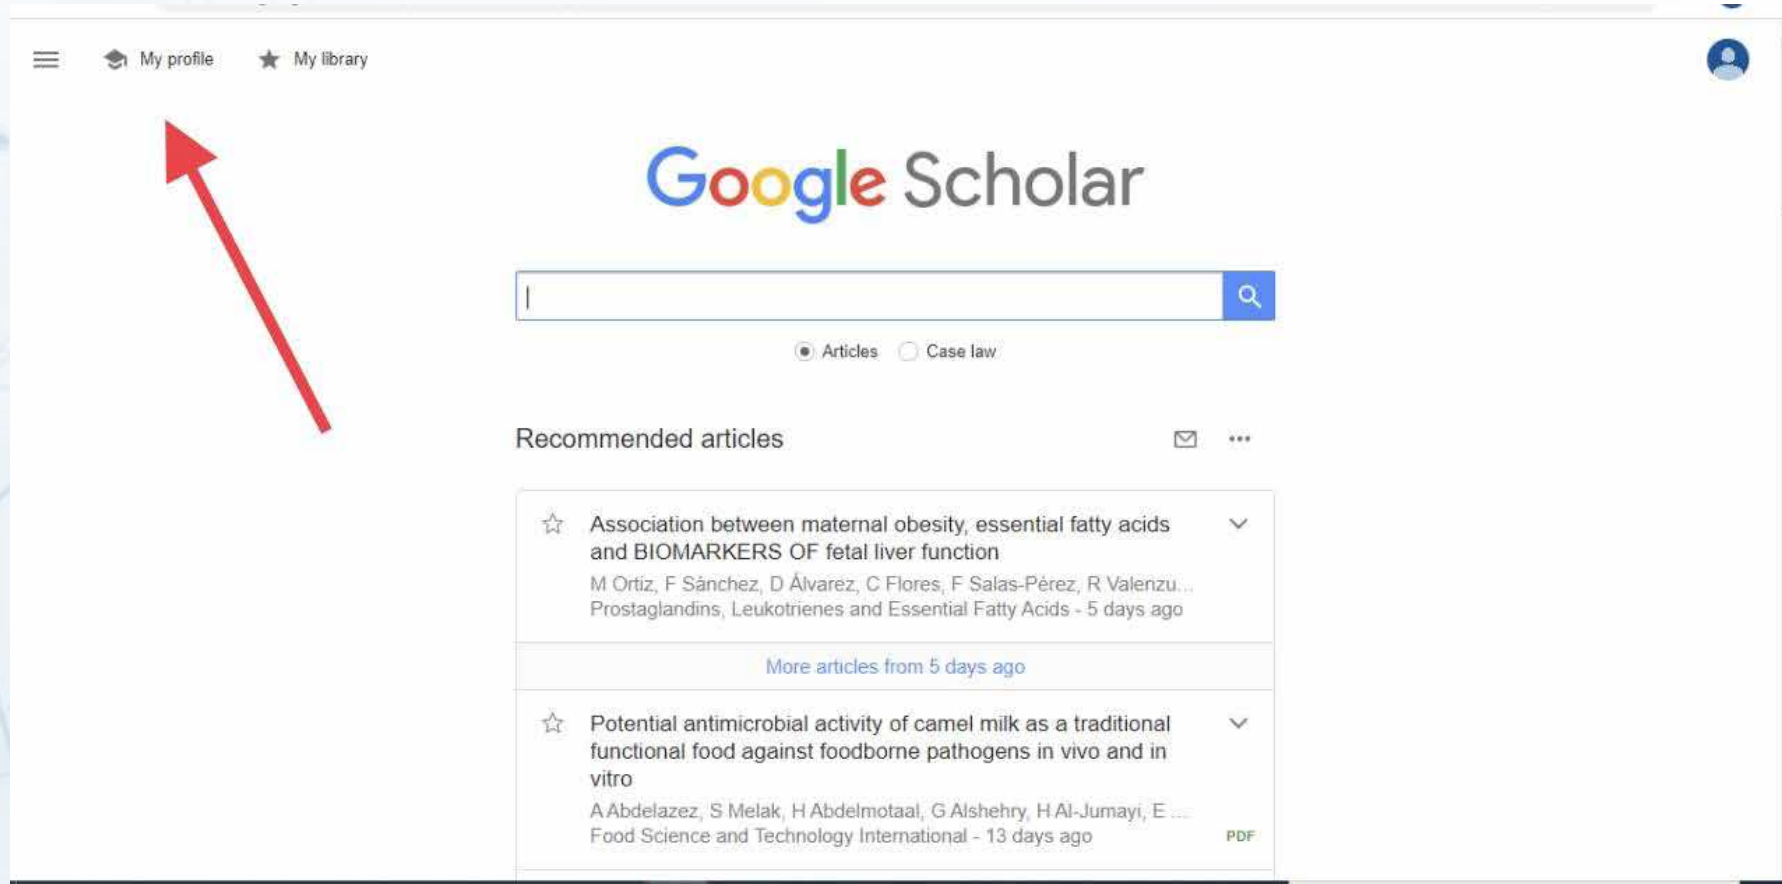 My profile
My library
Google Scholar
Articles
Case law
Recommended articles
Association between maternal obesity, essential fatty acids
and BIOMARKERS OF fetal liver function
M Ortiz, F Sánchez, D Álvarez, C Flores, F Salas-Pérez, R Valenzu...
Prostaglandins, Leukotrienes and Essential Fatty Acids - 5 days ago
More articles from 5 days ago
Potential antimicrobial activity of camel milk as a traditional
functional food against foodborne pathogens in vivo and in
vitro
A Abdelazez, S Melak, H Abdelmotaal, G Alshehry, H Al-Jumayi, E ...
Food Science and Technology International - 13 days ago
PDF